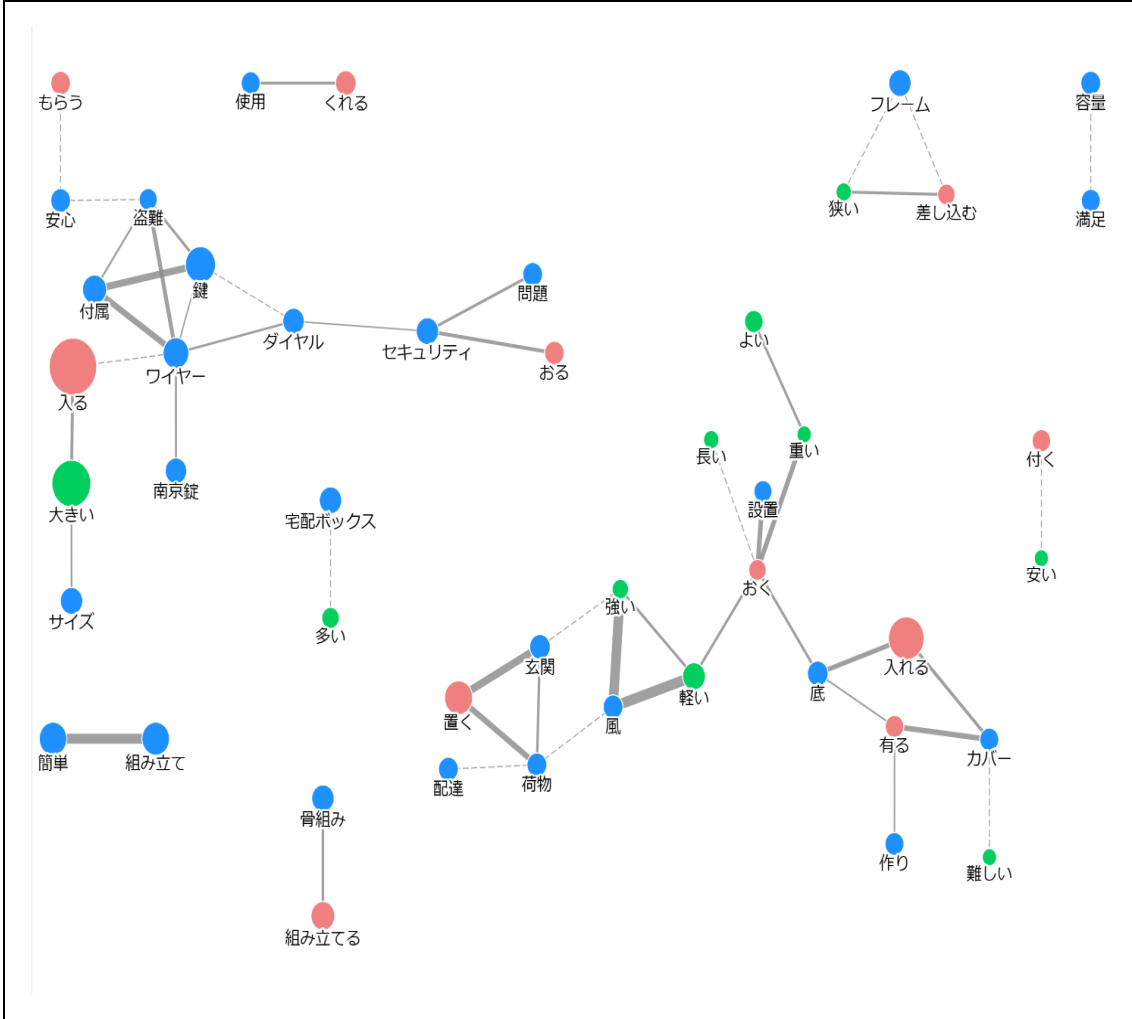 もらう
使用
くれる
フレーム
容量
安心
盗難
狭い
差し込む
満足
付属
鍵
問題
ダイヤル
セキュリティ
おる
よい
ワイヤー
入る
長い
重い
付く
大きい
南京錠
設置
宅配ボックス
おく
安い
サイズ
多い
強い
玄関
入れる
置く
風
軽い
底
簡単
組み立て
有る
カバー
配達
荷物
骨組み
作り
難しい
組み立てる